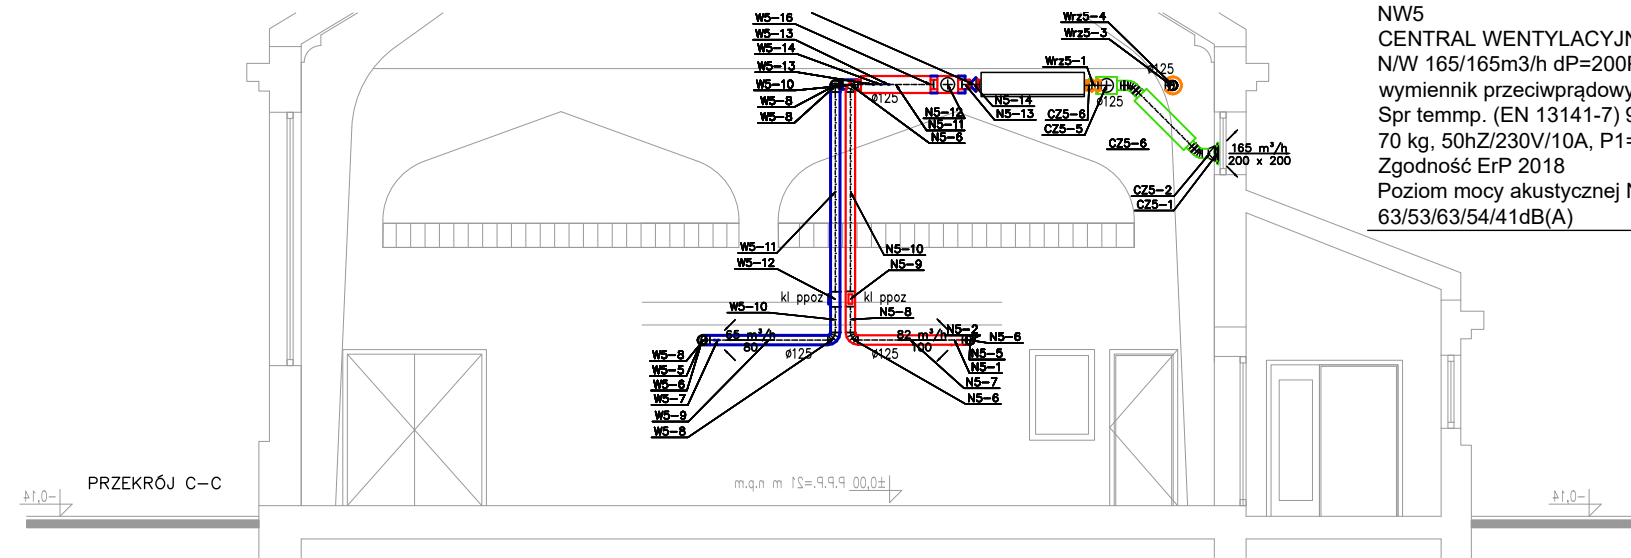 NW5
CENTRAL WENTYLACYJN
N/W 165/165m3/h dP=200P
wymiennik przeciwprądowy
Spr temmp. (EN 13141-7) 9
70 kg, 50hZ/230V/10A, P1=
Zgodność ErP 2018
Poziom mocy akustycznej N
63/53/63/54/41dB(A)
W5-16
W5-13
W5-14
W5-13
W5-10
W5-8
W5-8
ø125
N5-12
N5-11
N5-6
N5-14
N5-13
Wrz5-4
Wrz5-3
Wrz5-1
ø125
ø125
CZ5-6
CZ5-5
CZ5-6
165 m³/h
200 x 200
CZ5-2
CZ5-1
W5-11
W5-12
N5-10
N5-9
kl ppoz
kl ppoz
W5-10
N5-8
65 m³/h
80
ø125
ø125
82 m³/h
100
N5-2
N5-6
N5-5
N5-1
N5-7
N5-6
W5-8
W5-5
W5-6
W5-7
W5-9
W5-8
PRZEKRÓJ C-C
-0,14
±0,00 P.P.P.=21 m n.p.m
-0,14